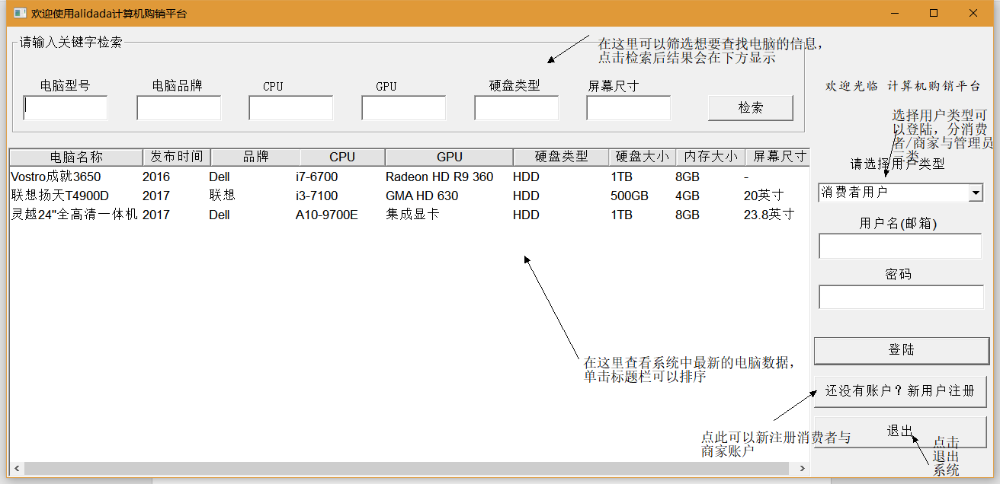 欢迎使用alidada计算机购销平台
请输入关键字检索
在这里可以筛选想要查找电脑的信息，
点击检索后结果会在下方显示
电脑型号 电脑品牌 CPU GPU 硬盘类型 屏幕尺寸
检索
欢迎光临 计算机购销平台
选择用户类型可
以登陆，分消费
者/商家与管理员
三类
请选择用户类型
消费者用户
用户名(邮箱)
密码
登陆
还没有账户？新用户注册
退出
点击
退出
系统
电脑名称 发布时间 品牌 CPU GPU 硬盘类型 硬盘大小 内存大小 屏幕尺寸
Vostro成就3650 2016 Dell i7-6700 Radeon HD R9 360 HDD 1TB 8GB -
联想扬天T4900D 2017 联想 i3-7100 GMA HD 630 HDD 500GB 4GB 20英寸
灵越24"全高清一体机 2017 Dell A10-9700E 集成显卡 HDD 1TB 8GB 23.8英寸
在这里查看系统中最新的电脑数据，
单击标题栏可以排序
点此可以新注册消费者与
商家账户